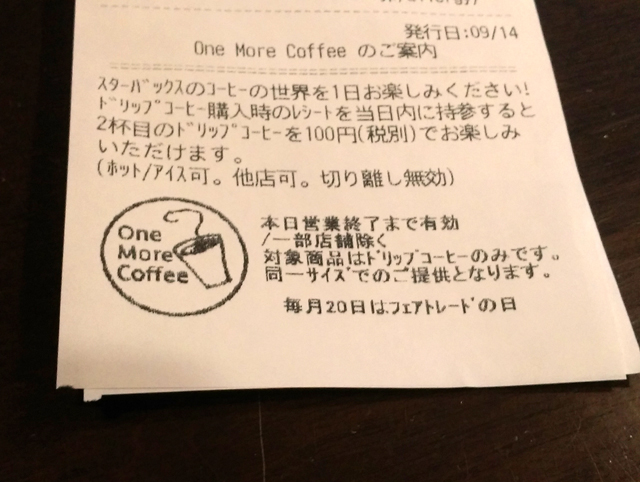 発行日:09/14
One More Coffee のご案内
スターバックスのコーヒーの世界を1日お楽しみください!
ドリップコーヒー購入時のレシートを当日内に持参すると
2杯目のドリップコーヒーを100円(税別)でお楽しみ
いただけます。
(ホット/アイス可。他店可。切り離し無効)
One
More
Coffee
本日営業終了まで有効
/一部店舗除く
対象商品はドリップコーヒーのみです。
同一サイズでのご提供となります。
毎月20日はフェアトレードの日